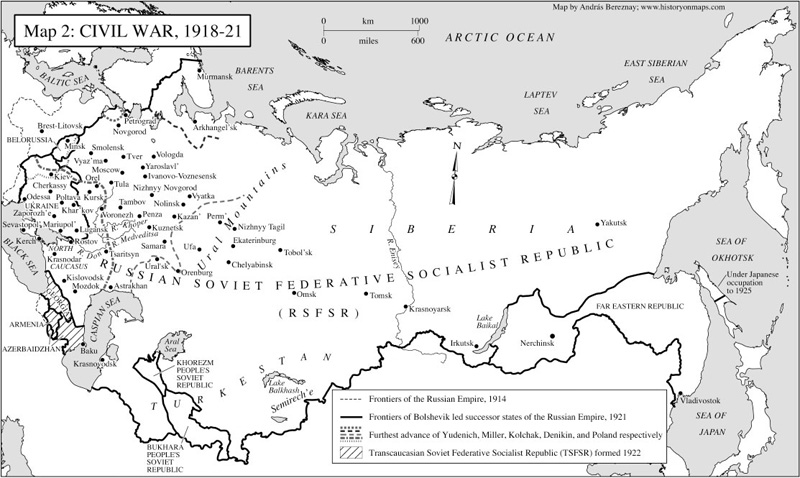 Map 2: CIVIL WAR, 1918-21
0 km 1000
0 miles 600
Map by András Bereznay; www.historyonmaps.com
ARCTIC OCEAN
BARENTS
SEA
KARA SEA
LAPTEV
SEA
EAST SIBERIAN
SEA
BALTIC SEA
Murmansk
Petrograd
Novgorod
Arkhangel'sk
Brest-Litovsk
BELORUSSIA
Minsk
Smolensk
Vyaz'ma
Tver
Vologda
Yaroslavl'
Moscow
Ivanovo-Voznesensk
Kiev
Orel
Tula
Nizhny Novgorod
Cherkassy
Vyatka
Odessa
Poltava
Kursk
Tambov
Nolinsk
UKRAINE
Khar'kov
Zaporozh'e
Voronezh
Penza
Kazan'
Perm'
Sevastopol'
Mariupol'
Lugansk
R. Khoper
Kuznetsk
Nizhny Tagil
Kerch
Rostov
R. Don
R. Medveditsa
Samara
Ufa
Ekaterinburg
BLACK SEA
NORTH
CAUCASUS
Krasnodar
Tsaritsyn
Ural'sk
Orenburg
Chelyabinsk
Tobol'sk
Ural Mountains
Kislovodsk
Mozdok
Astrakhan
GEORGIA
ARMENIA
AZERBAIDZHAN
CASPIAN SEA
Baku
Krasnovodsk
N
SIBERIA
R. Enisei
Yakutsk
RUSSIAN SOVIET FEDERATIVE SOCIALIST REPUBLIC
(RSFSR)
Omsk
Tomsk
Krasnoyarsk
SEA OF
OKHOTSK
Under Japanese
occupation
to 1925
FAR EASTERN REPUBLIC
Lake
Baikal
Irkutsk
Nerchinsk
Vladivostok
SEA OF
JAPAN
Aral
Sea
KHOREZM
PEOPLE'S
SOVIET
REPUBLIC
TURKESTAN
Lake
Balkhash
Semirech'e
BUKHARA
PEOPLE'S
SOVIET
REPUBLIC
Frontiers of the Russian Empire, 1914
Frontiers of Bolshevik led successor states of the Russian Empire, 1921
Furthest advance of Yudenich, Miller, Kolchak, Denikin, and Poland respectively
Transcaucasian Soviet Federative Socialist Republic (TSFSR) formed 1922